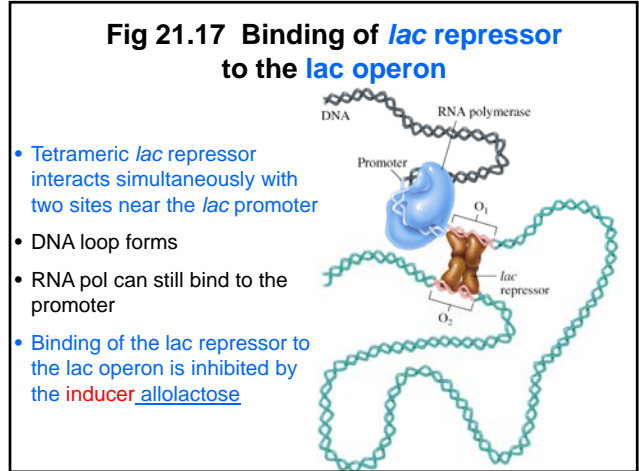 Fig 21.17 Binding of lac repressor
to the lac operon
• Tetrameric lac repressor
interacts simultaneously with
two sites near the lac promoter
• DNA loop forms
• RNA pol can still bind to the
promoter
• Binding of the lac repressor to
the lac operon is inhibited by
the inducer allolactose
DNA
RNA polymerase
Promoter
O₁
lac
repressor
O₂